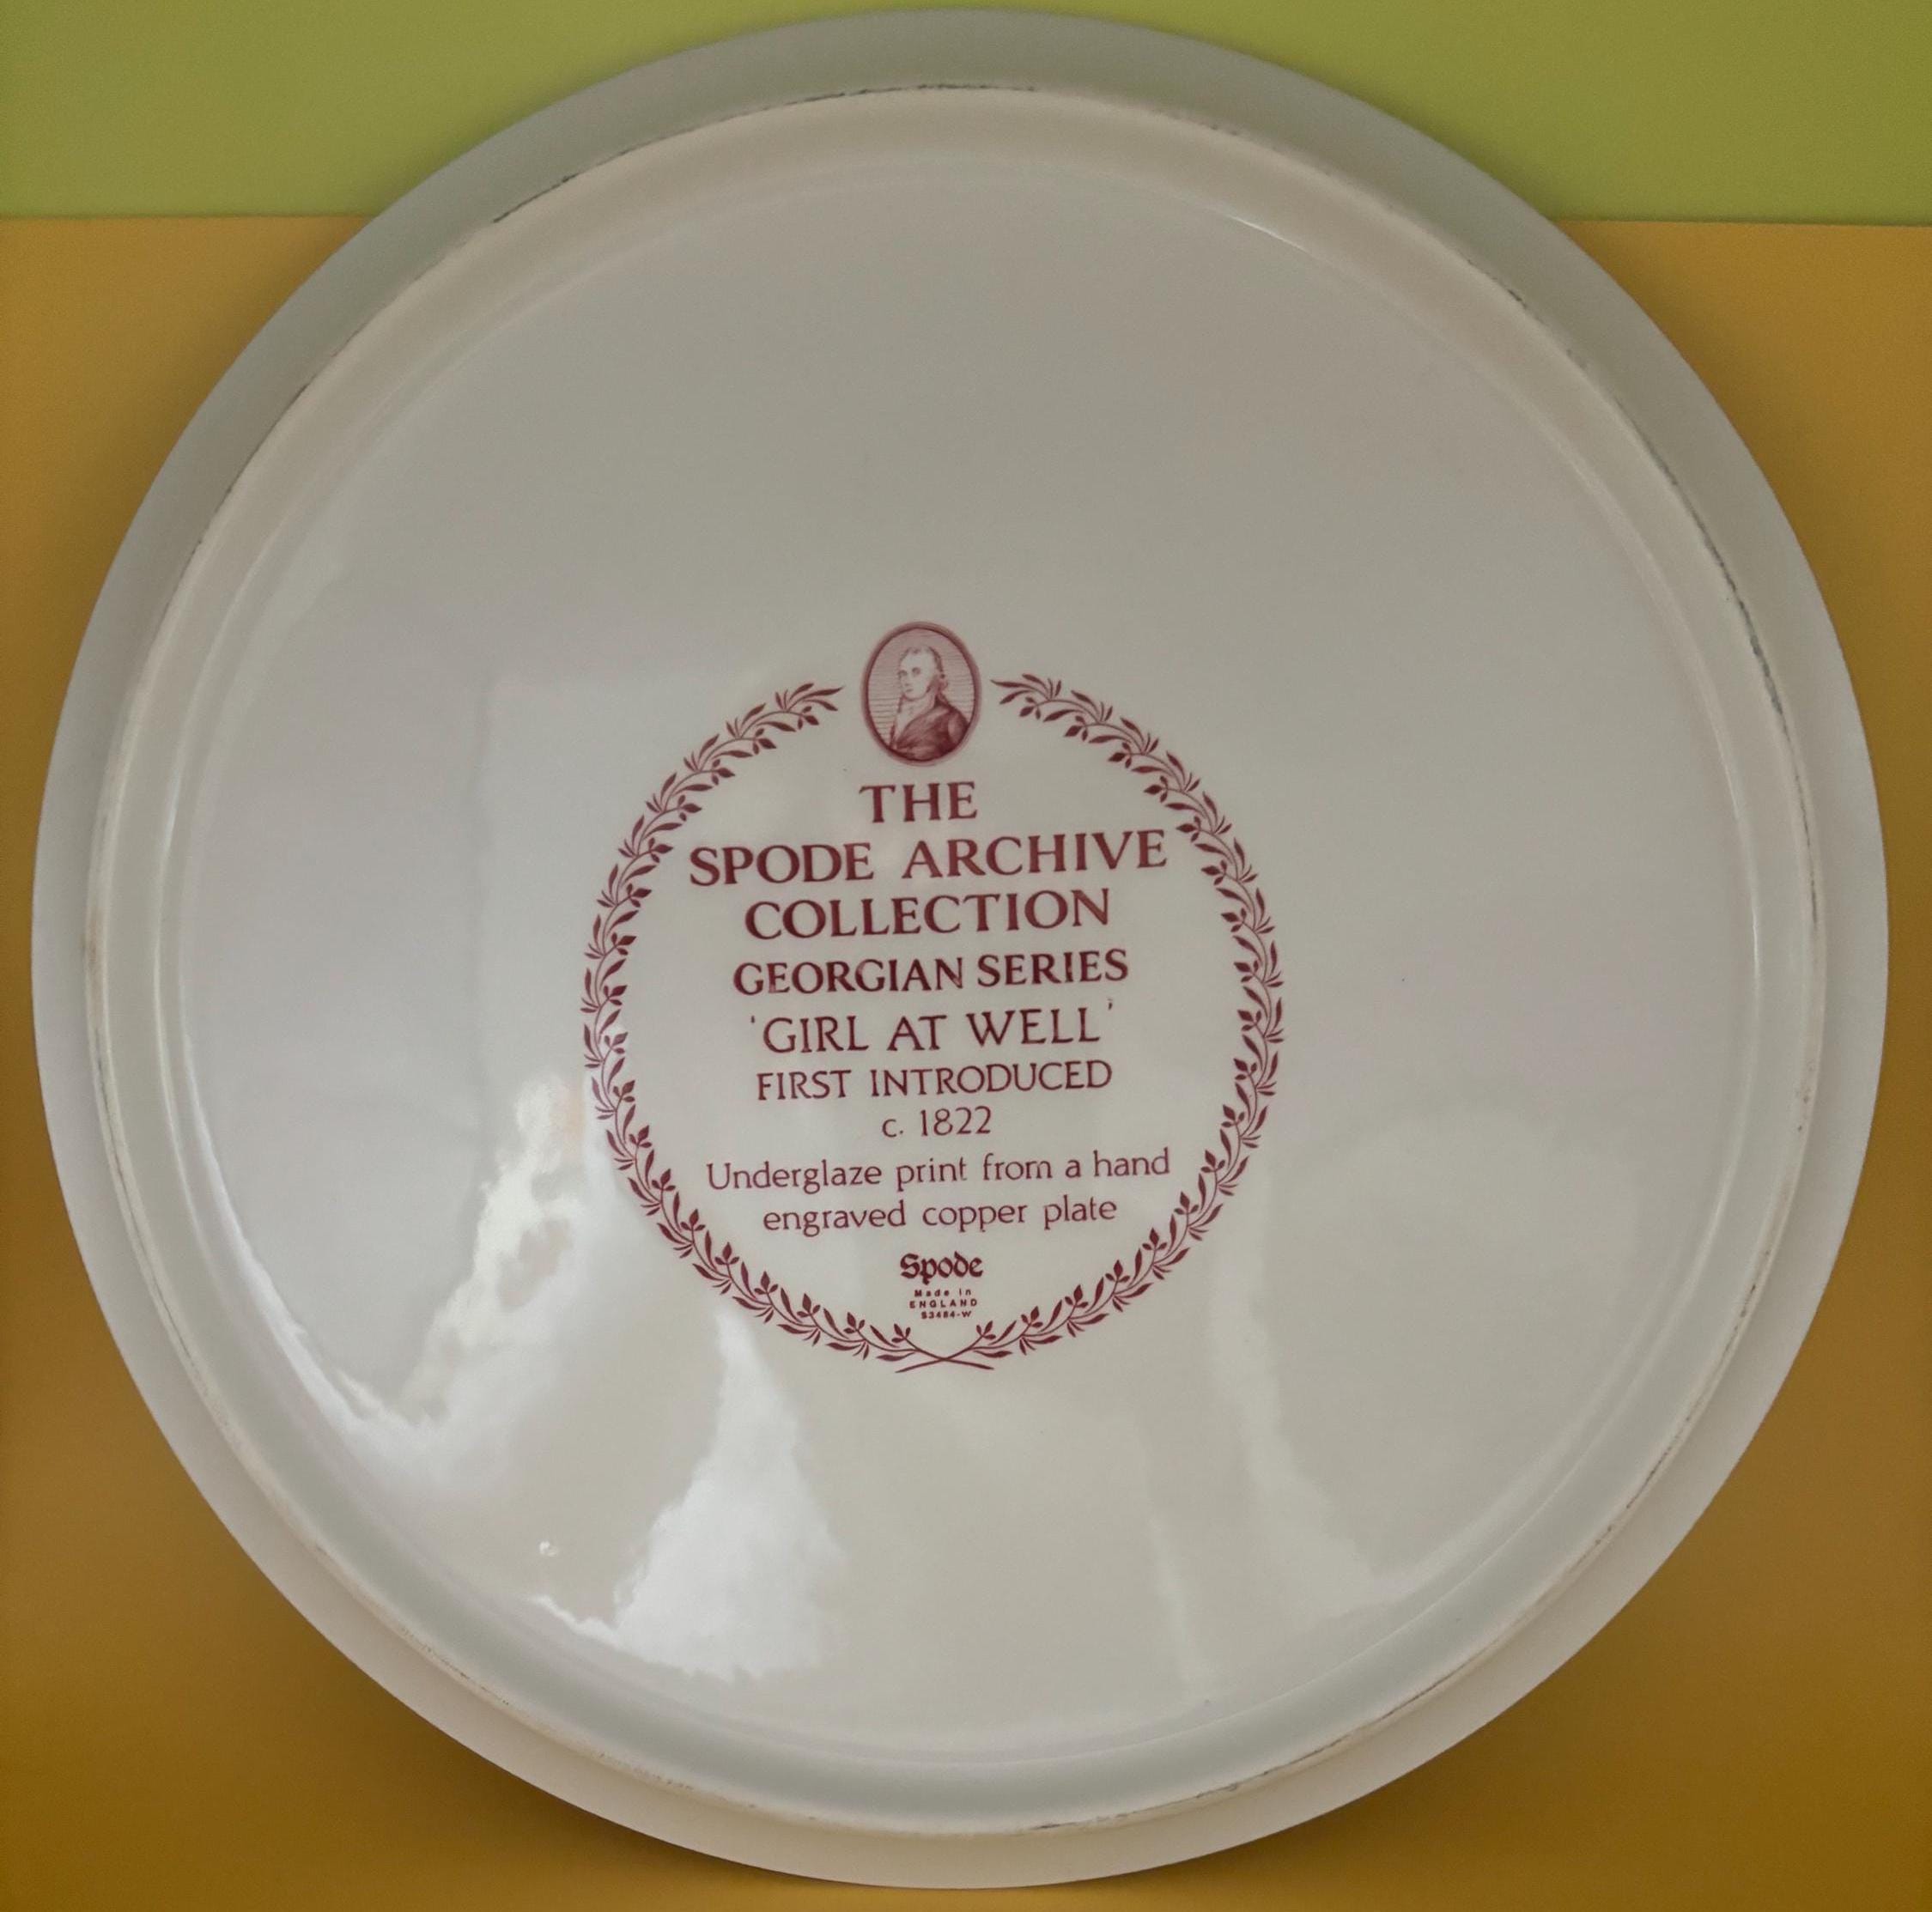 THE
SPODE ARCHIVE
COLLECTION
GEORGIAN SERIES
'GIRL AT WELL'
FIRST INTRODUCED
c. 1822
Underglaze print from a hand
engraved copper plate
Spode
Made in
ENGLAND
S3484-W